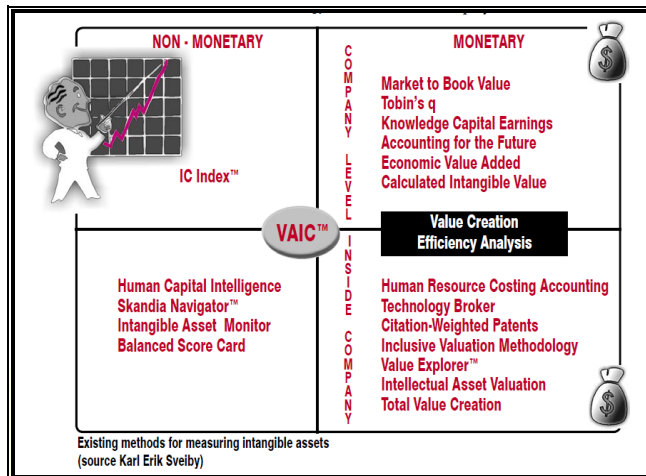 NON - MONETARY
MONETARY
COMPANY LEVEL
Market to Book Value
Tobin's q
Knowledge Capital Earnings
Accounting for the Future
Economic Value Added
Calculated Intangible Value
IC Index™
VAIC™
Value Creation
Efficiency Analysis
INSIDE COMPANY
Human Capital Intelligence
Skandia Navigator™
Intangible Asset Monitor
Balanced Score Card
Human Resource Costing Accounting
Technology Broker
Citation-Weighted Patents
Inclusive Valuation Methodology
Value Explorer™
Intellectual Asset Valuation
Total Value Creation
$
$
Existing methods for measuring intangible assets
(source Karl Erik Sveiby)